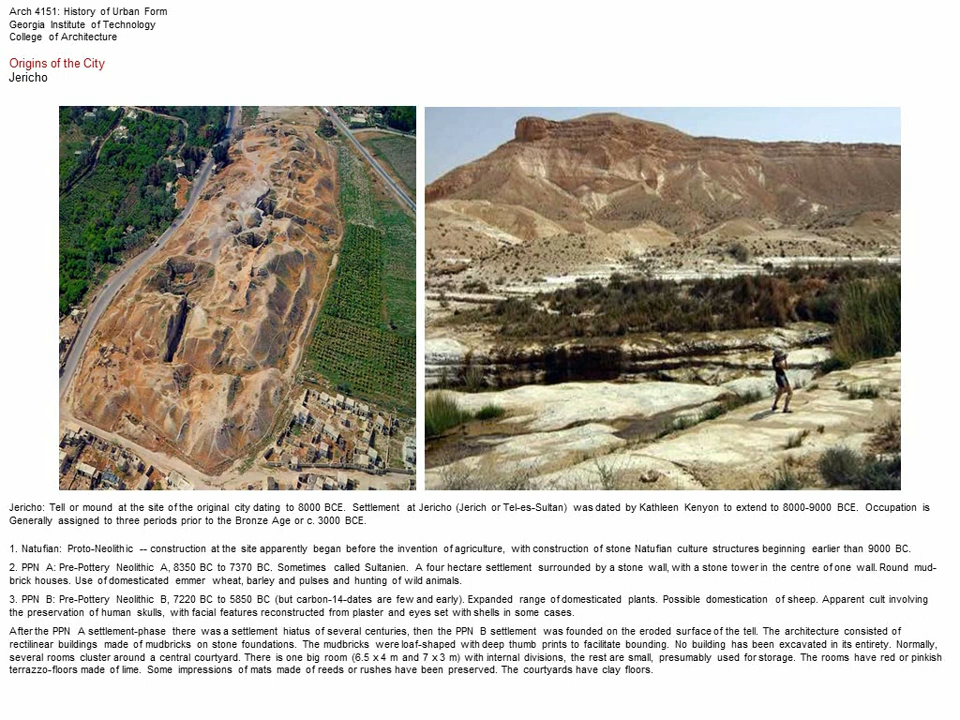 Arch 4151: History of Urban Form
Georgia Institute of Technology
College of Architecture
Origins of the City
Jericho
Jericho: Tell or mound at the site of the original city dating to 8000 BCE. Settlement at Jericho (Jerich or Tel-es-Sultan) was dated by Kathleen Kenyon to extend to 8000-9000 BCE. Occupation is
Generally assigned to three periods prior to the Bronze Age or c. 3000 BCE.
1. Natufian: Proto-Neolithic -- construction at the site apparently began before the invention of agriculture, with construction of stone Natufian culture structures beginning earlier than 9000 BC.
2. PPN A: Pre-Pottery Neolithic A, 8350 BC to 7370 BC. Sometimes called Sultanien. A four hectare settlement surrounded by a stone wall, with a stone tower in the centre of one wall. Round mud-
brick houses. Use of domesticated emmer wheat, barley and pulses and hunting of wild animals.
3. PPN B: Pre-Pottery Neolithic B, 7220 BC to 5850 BC (but carbon-14-dates are few and early). Expanded range of domesticated plants. Possible domestication of sheep. Apparent cult involving
the preservation of human skulls, with facial features reconstructed from plaster and eyes set with shells in some cases.
After the PPN A settlement-phase there was a settlement hiatus of several centuries, then the PPN B settlement was founded on the eroded surface of the tell. The architecture consisted of
rectilinear buildings made of mudbricks on stone foundations. The mudbricks were loaf-shaped with deep thumb prints to facilitate bounding. No building has been excavated in its entirety. Normally,
several rooms cluster around a central courtyard. There is one big room (6.5 x 4 m and 7 x 3 m) with internal divisions, the rest are small, presumably used for storage. The rooms have red or pinkish
terrazzo-floors made of lime. Some impressions of mats made of reeds or rushes have been preserved. The courtyards have clay floors.